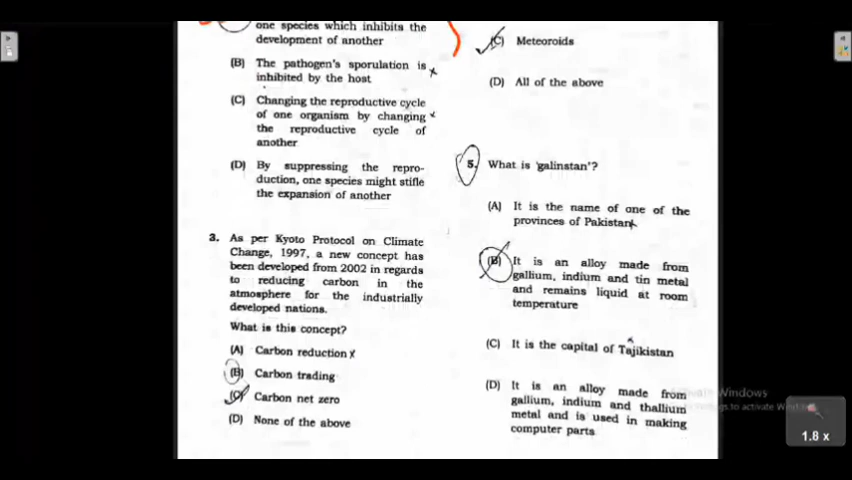 one species which inhibits the
development of another
(B) The pathogen's sporulation is
inhibited by the host
(C) Changing the reproductive cycle
of one organism by changing
the reproductive cycle of
another
(D) By suppressing the repro-
duction, one species might stifle
the expansion of another
3. As per Kyoto Protocol on Climate
Change, 1997, a new concept has
been developed from 2002 in regards
to reducing carbon in the
atmosphere for the industrially
developed nations.
What is this concept?
(A) Carbon reduction
(B) Carbon trading
(C) Carbon net zero
(D) None of the above
(C) Meteoroids
(D) All of the above
5. What is 'galinstan'?
(A) It is the name of one of the
provinces of Pakistan
(B) It is an alloy made from
gallium, indium and tin metal
and remains liquid at room
temperature
(C) It is the capital of Tajikistan
(D) It is an alloy made from
gallium, indium and thallium
metal and is used in making
computer parts
Windows
to activate
1.8 x